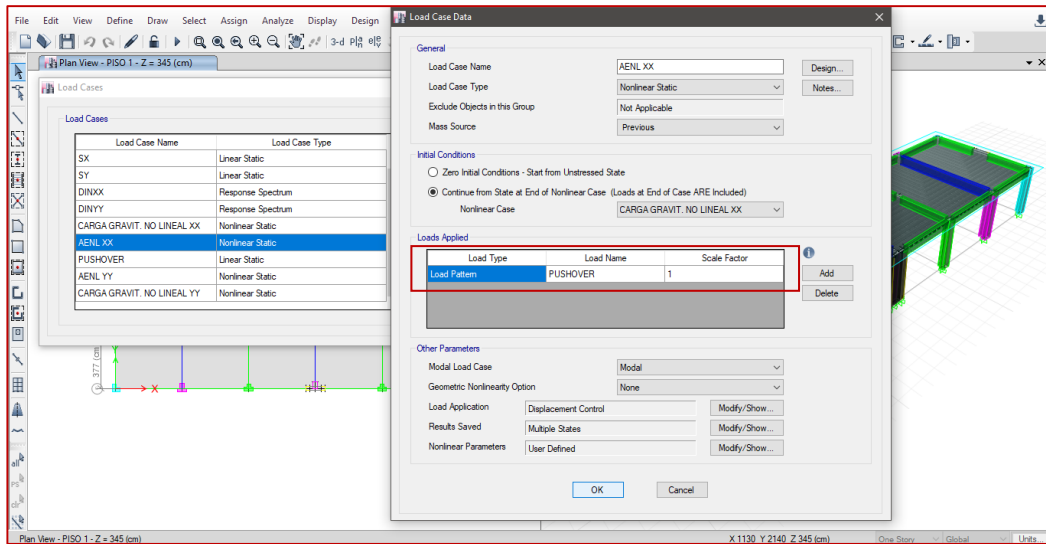 File Edit View Define Draw Select Assign Analyze Display Design
3-d
Plan View - PISO 1 - Z = 345 (cm)
Load Cases
Load Cases
Load Case Name Load Case Type
SX Linear Static
SY Linear Static
DINXX Response Spectrum
DINYY Response Spectrum
CARGA GRAVIT. NO LINEAL XX Nonlinear Static
AENL XX Nonlinear Static
PUSHOVER Linear Static
AENL YY Nonlinear Static
CARGA GRAVIT. NO LINEAL YY Nonlinear Static
377 (cm)
X
all
ps
clr
Load Case Data
General
Load Case Name AENL XX Design...
Load Case Type Nonlinear Static Notes...
Exclude Objects in this Group Not Applicable
Mass Source Previous
Initial Conditions
Zero Initial Conditions - Start from Unstressed State
Continue from State at End of Nonlinear Case (Loads at End of Case ARE Included)
Nonlinear Case CARGA GRAVIT. NO LINEAL XX
Loads Applied
Load Type Load Name Scale Factor
Load Pattern PUSHOVER 1
Add
Delete
Other Parameters
Modal Load Case Modal
Geometric Nonlinearity Option None
Load Application Displacement Control Modify/Show...
Results Saved Multiple States Modify/Show...
Nonlinear Parameters User Defined Modify/Show...
OK Cancel
Plan View - PISO 1 - Z = 345 (cm) X 1130 Y 2140 Z 345 (cm) One Story Global Units...